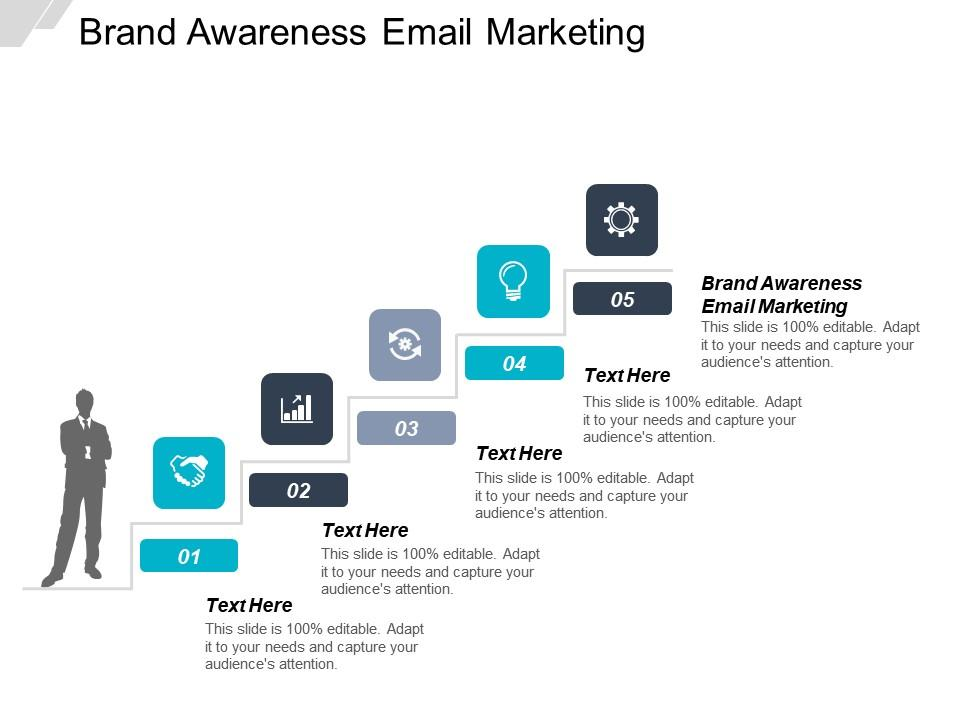 Brand Awareness Email Marketing
05
Brand Awareness
Email Marketing
This slide is 100% editable. Adapt
it to your needs and capture your
audience's attention.
04
Text Here
This slide is 100% editable. Adapt
it to your needs and capture your
audience's attention.
03
Text Here
This slide is 100% editable. Adapt
it to your needs and capture your
audience's attention.
02
Text Here
This slide is 100% editable. Adapt
it to your needs and capture your
audience's attention.
01
Text Here
This slide is 100% editable. Adapt
it to your needs and capture your
audience's attention.